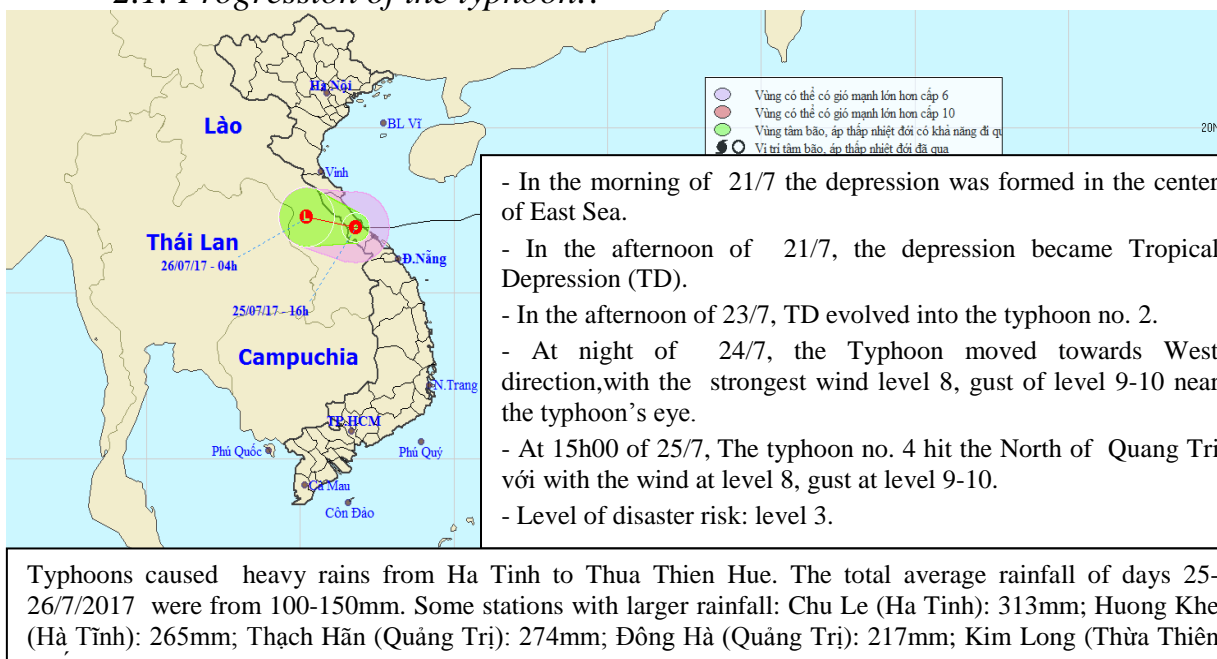 2.1. Progression of the typhoon..
Hà Nội
Vùng có thể có gió mạnh lớn hơn cấp 6
Vùng có thể có gió mạnh lớn hơn cấp 10
Vùng tâm bão, áp thấp nhiệt đới có khả năng đi qu
Vị trí tâm bão, áp thấp nhiệt đới đã qua
20N
Lào
BL Vĩ
Vinh
L
Thái Lan
26/07/17 - 04h
Đ.Nẵng
25/07/17 - 16h
Campuchia
N.Trang
TP.HCM
Phú Quốc
Phú Quý
Cà Mau
Côn Đảo
- In the morning of 21/7 the depression was formed in the center
of East Sea.
- In the afternoon of 21/7, the depression became Tropical
Depression (TD).
- In the afternoon of 23/7, TD evolved into the typhoon no. 2.
- At night of 24/7, the Typhoon moved towards West
direction,with the strongest wind level 8, gust of level 9-10 near
the typhoon’s eye.
- At 15h00 of 25/7, The typhoon no. 4 hit the North of Quang Tri
với with the wind at level 8, gust at level 9-10.
- Level of disaster risk: level 3.
Typhoons caused heavy rains from Ha Tinh to Thua Thien Hue. The total average rainfall of days 25-
26/7/2017 were from 100-150mm. Some stations with larger rainfall: Chu Le (Ha Tinh): 313mm; Huong Khe
(Hà Tĩnh): 265mm; Thạch Hãn (Quảng Trị): 274mm; Đông Hà (Quảng Trị): 217mm; Kim Long (Thừa Thiên